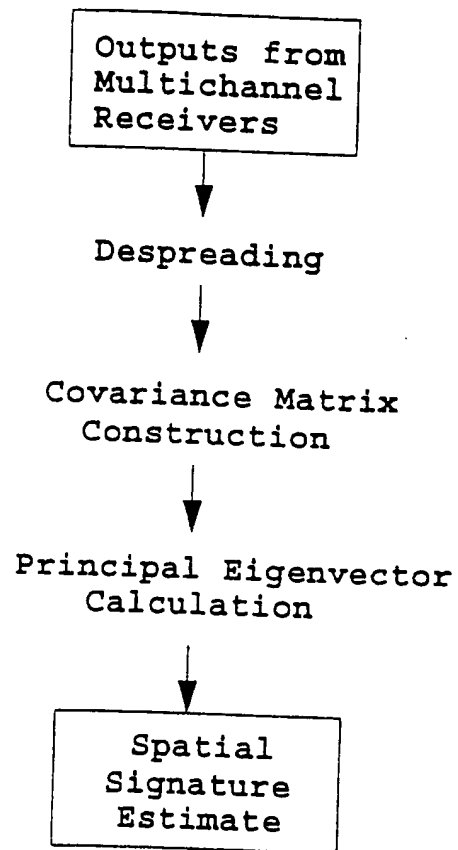 Outputs from
Multichannel
Receivers
Despreading
Covariance Matrix
Construction
Principal Eigenvector
Calculation
Spatial
Signature
Estimate